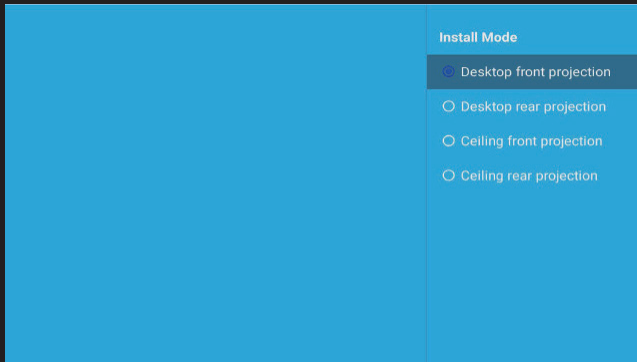 Install Mode
Desktop front projection
Desktop rear projection
Ceiling front projection
Ceiling rear projection